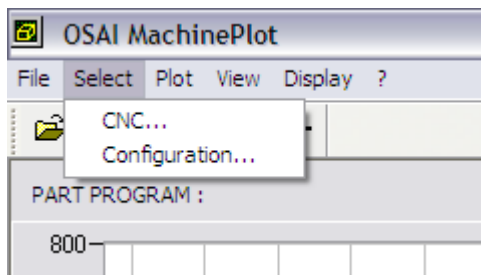 OSAI MachinePlot
File Select Plot View Display ?
CNC...
Configuration...
PART PROGRAM :
800